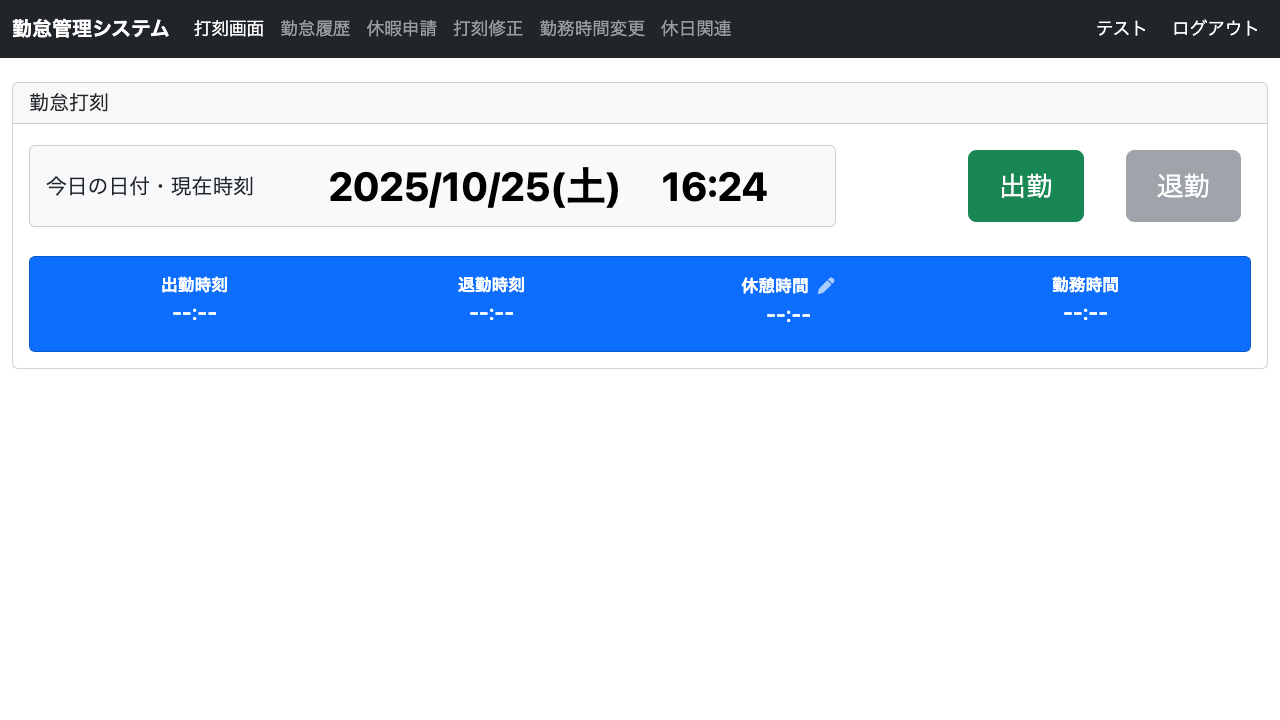 勤怠管理システム 打刻画面 勤怠履歴 休暇申請 打刻修正 勤務時間変更 休日関連 テスト ログアウト
勤怠打刻
今日の日付・現在時刻 2025/10/25(土) 16:24 出勤 退勤
出勤時刻 退勤時刻 休憩時間 勤務時間
--:-- --:-- --:-- --:--